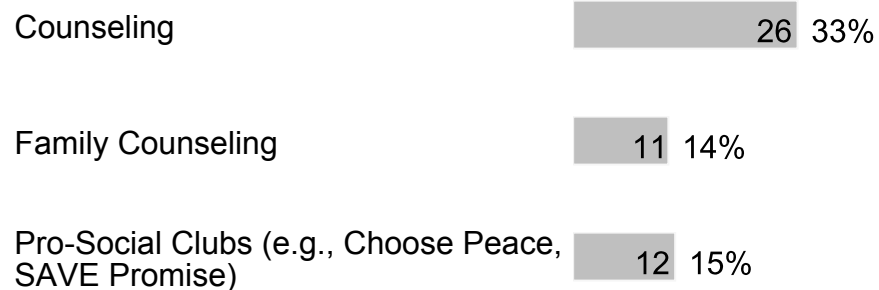 Counseling 26 33%
Family Counseling 11 14%
Pro-Social Clubs (e.g., Choose Peace,
SAVE Promise) 12 15%